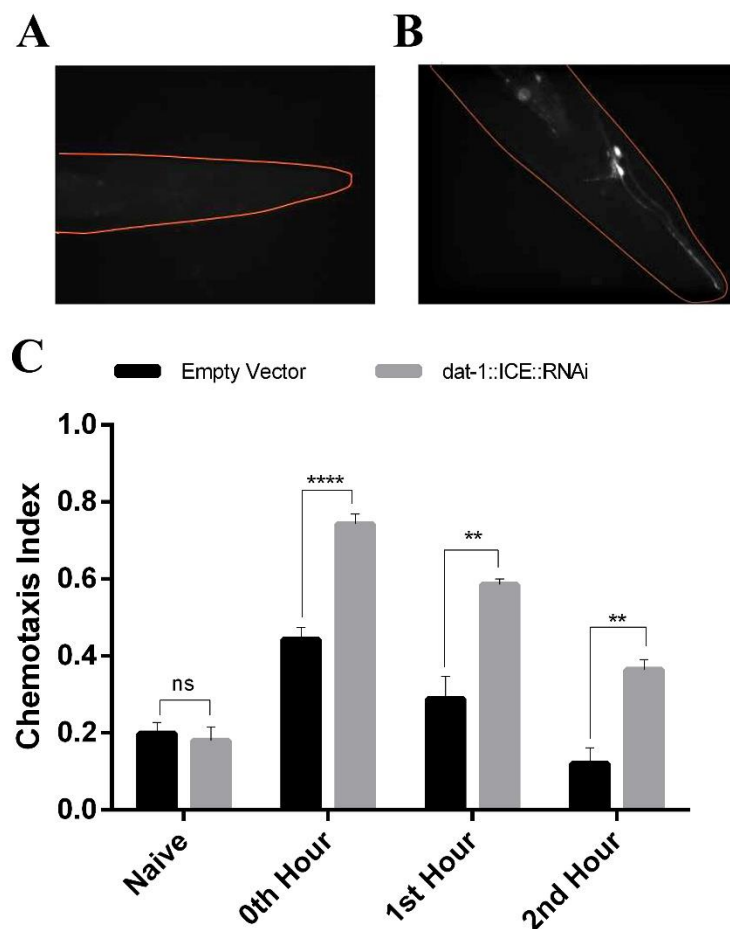 A
B
C
Empty Vector
dat-1::ICE::RNAi
1.0
0.8
0.6
0.4
0.2
0.0
Chemotaxis Index
ns
****
**
**
Naive
0th Hour
1st Hour
2nd Hour